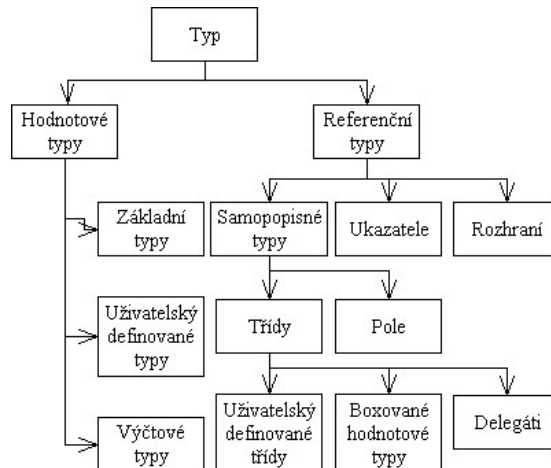 Typ
Hodnotové
typy
Referenční
typy
Základní
typy
Samopopisné
typy
Ukazatele
Rozhraní
Uživatelský
definované
typy
Třídy
Pole
Výčtové
typy
Uživatelský
definované
třídy
Boxované
hodnotové
typy
Delegáti